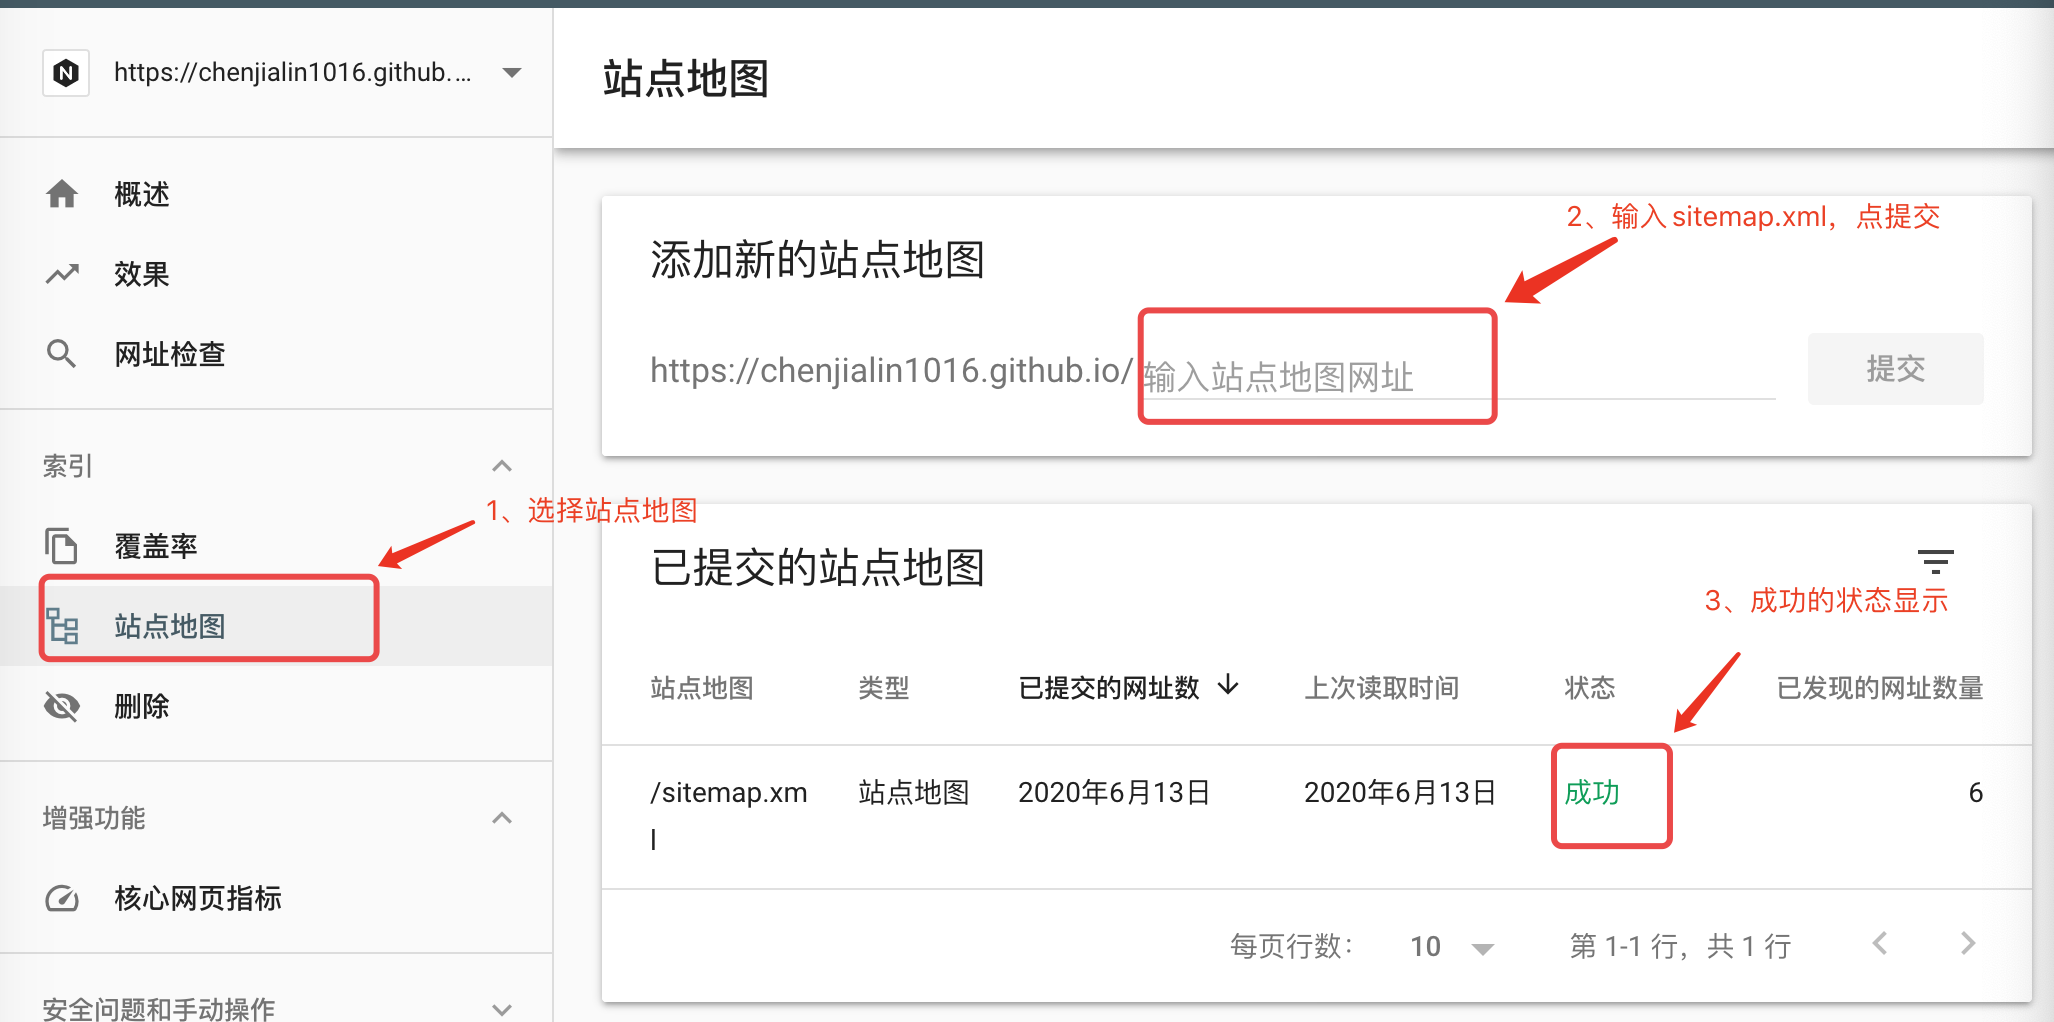 https://chenjialin1016.github....
概述
效果
网址检查
索引
覆盖率
站点地图
删除
增强功能
核心网页指标
安全问题和手动操作
站点地图
2、输入sitemap.xml，点提交
添加新的站点地图
https://chenjialin1016.github.io/ 输入站点地图网址 提交
1、选择站点地图
已提交的站点地图
3、成功的状态显示
站点地图 类型 已提交的网址数 上次读取时间 状态 已发现的网址数量
/sitemap.xm 站点地图 2020年6月13日 2020年6月13日 成功 6
l
每页行数： 10 第 1-1 行，共 1 行